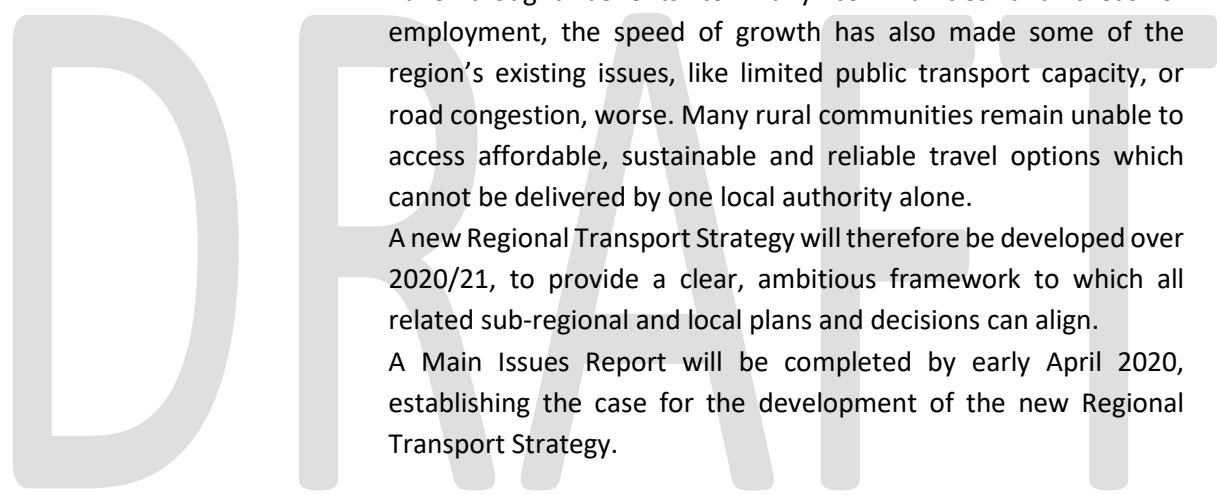 employment, the speed of growth has also made some of the
region's existing issues, like limited public transport capacity, or
road congestion, worse. Many rural communities remain unable to
access affordable, sustainable and reliable travel options which
cannot be delivered by one local authority alone.
A new Regional Transport Strategy will therefore be developed over
2020/21, to provide a clear, ambitious framework to which all
related sub-regional and local plans and decisions can align.
A Main Issues Report will be completed by early April 2020,
establishing the case for the development of the new Regional
Transport Strategy.
DRAFT